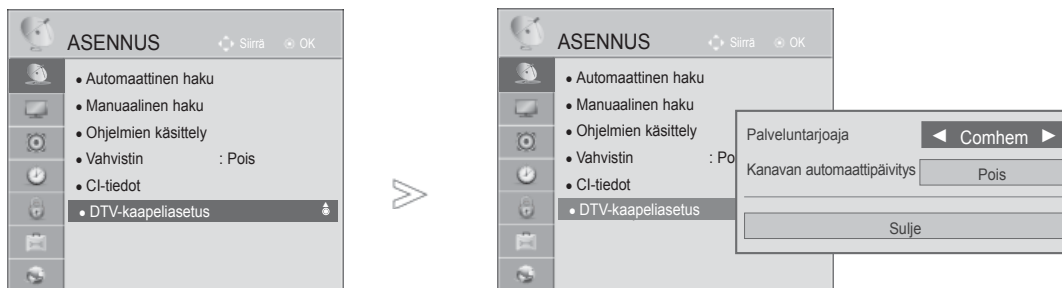 ASENNUS Siirrä OK
• Automaattinen haku
• Manuaalinen haku
• Ohjelmien käsittely
• Vahvistin : Pois
• CI-tiedot
• DTV-kaapeliasetus
ASENNUS Siirrä OK
• Automaattinen haku
• Manuaalinen haku
• Ohjelmien käsittely
• Vahvistin : Po
• CI-tiedot
• DTV-kaapeliasetus
Palveluntarjoaja ◄ Comhem ►
Kanavan automaattipäivitys Pois
Sulje